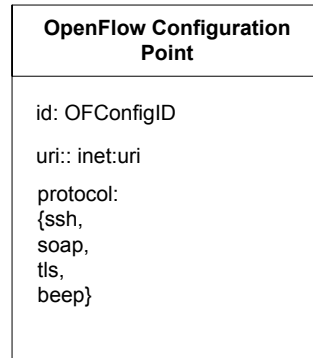 OpenFlow Configuration
Point
id: OFConfigID
uri:: inet:uri
protocol:
{ssh,
soap,
tls,
beep}